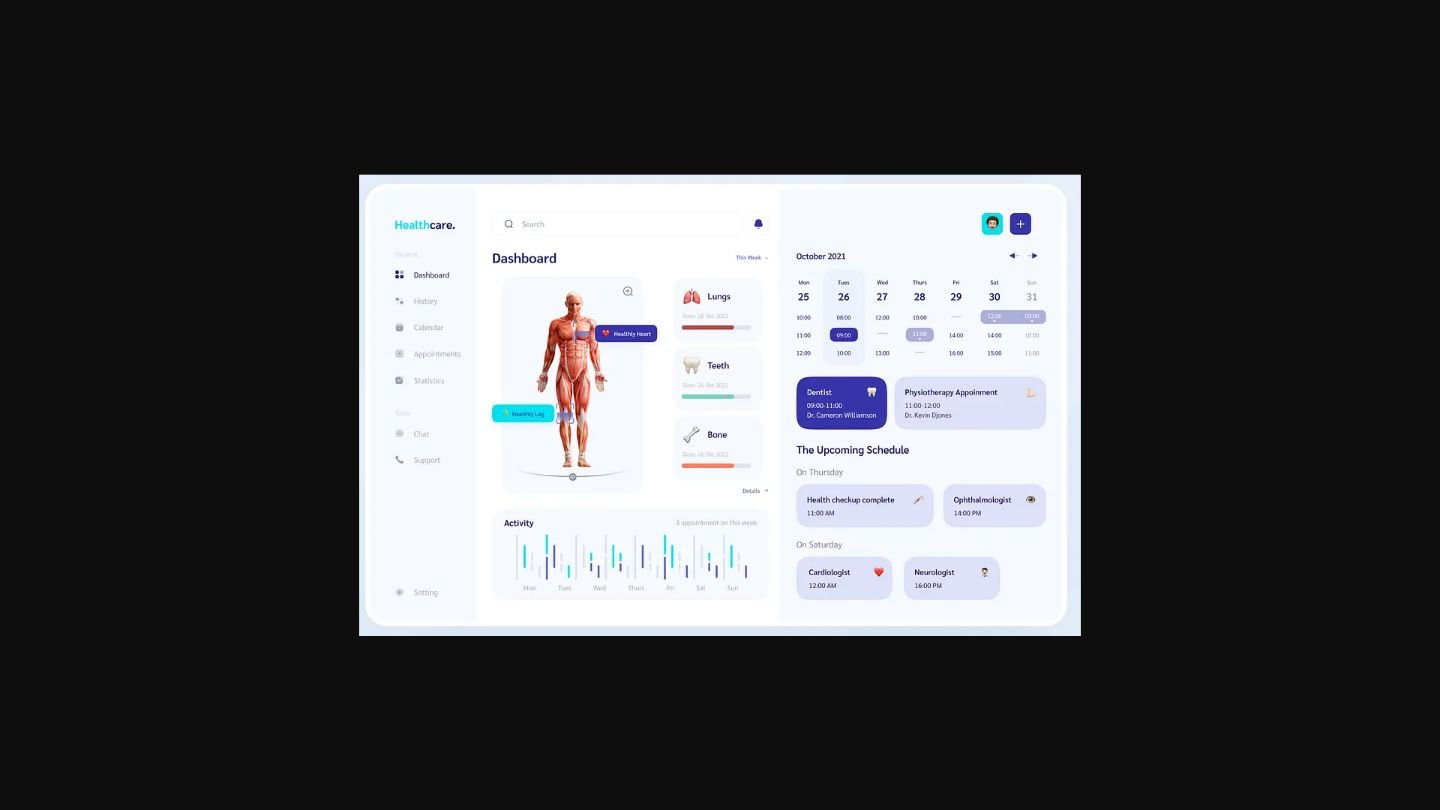 Healthcare.
General
Dashboard
History
Calendar
Appointments
Statistics
Tools
Chat
Support
Setting
Search
Dashboard
This Week
Healthly Heart
Healthly Leg
Lungs
Date: 26 Okt 2021
Teeth
Date: 26 Okt 2021
Bone
Date: 26 Okt 2021
Details
Activity
3 appointment on this week
Mon Tues Wed Thurs Fri Sat Sun
October 2021
Mon Tues Wed Thurs Fri Sat Sun
25 26 27 28 29 30 31
10:00 08:00 12:00 10:00 — 12:00 09:00
11:00 09:00 — 11:00 14:00 14:00 10:00
12:00 10:00 13:00 — 16:00 15:00 11:00
Dentist
09:00-11:00
Dr. Cameron Williamson
Physiotherapy Appoinment
11:00-12:00
Dr. Kevin Djones
The Upcoming Schedule
On Thursday
Health checkup complete
11:00 AM
Ophthalmologist
14:00 PM
On Saturday
Cardiologist
12:00 AM
Neurologist
16:00 PM